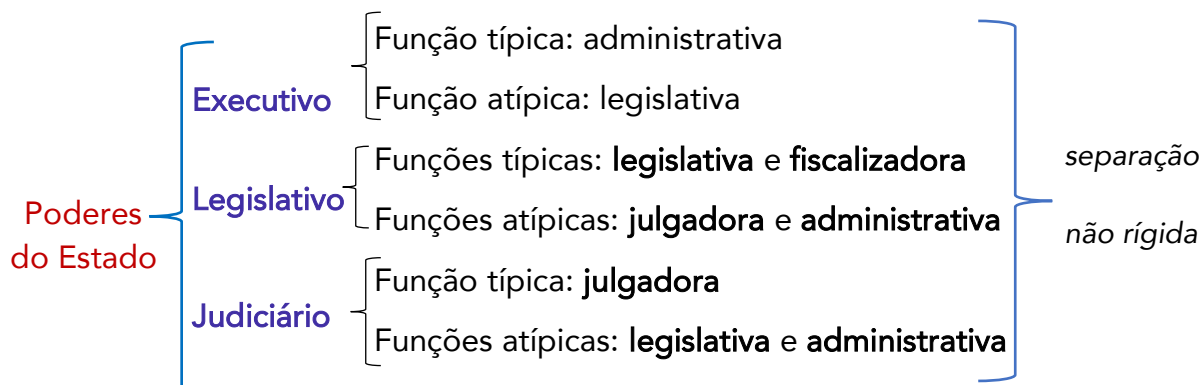 Poderes
do Estado
Executivo
Função típica: administrativa
Função atípica: legislativa
Legislativo
Funções típicas: legislativa e fiscalizadora
Funções atípicas: julgadora e administrativa
Judiciário
Função típica: julgadora
Funções atípicas: legislativa e administrativa
separação
não rígida